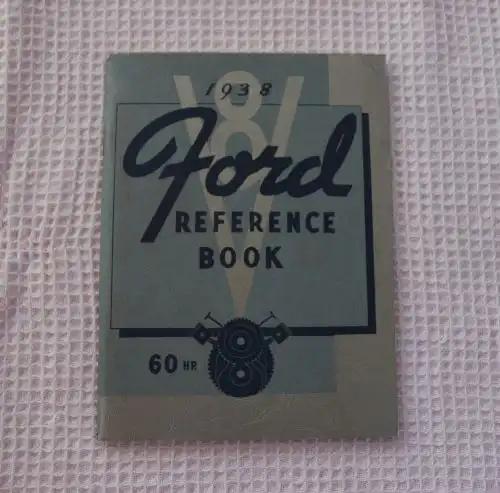 1938
V8
Ford
REFERENCE
BOOK
60 HP.